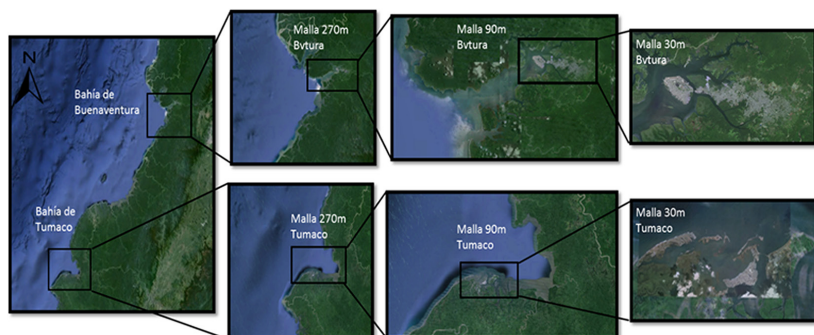 N
Bahía de
Buenaventura
Bahía de
Tumaco
Malla 270m
Bvtura
Malla 90m
Bvtura
Malla 30m
Bvtura
Malla 270m
Tumaco
Malla 90m
Tumaco
Malla 30m
Tumaco